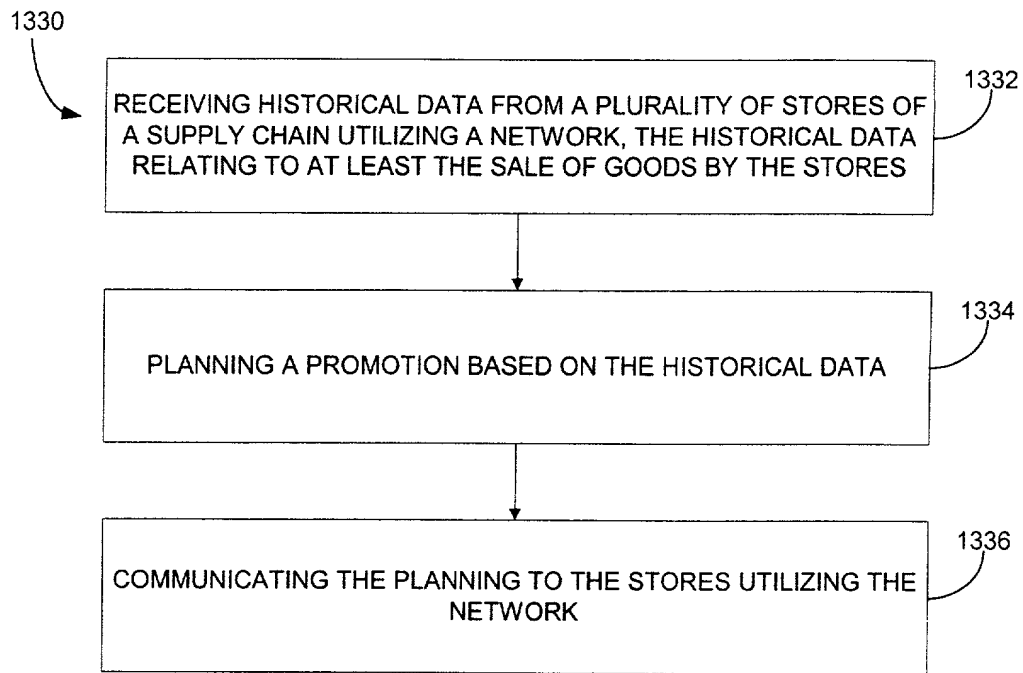 1330
1332
RECEIVING HISTORICAL DATA FROM A PLURALITY OF STORES OF
A SUPPLY CHAIN UTILIZING A NETWORK, THE HISTORICAL DATA
RELATING TO AT LEAST THE SALE OF GOODS BY THE STORES
1334
PLANNING A PROMOTION BASED ON THE HISTORICAL DATA
1336
COMMUNICATING THE PLANNING TO THE STORES UTILIZING THE
NETWORK